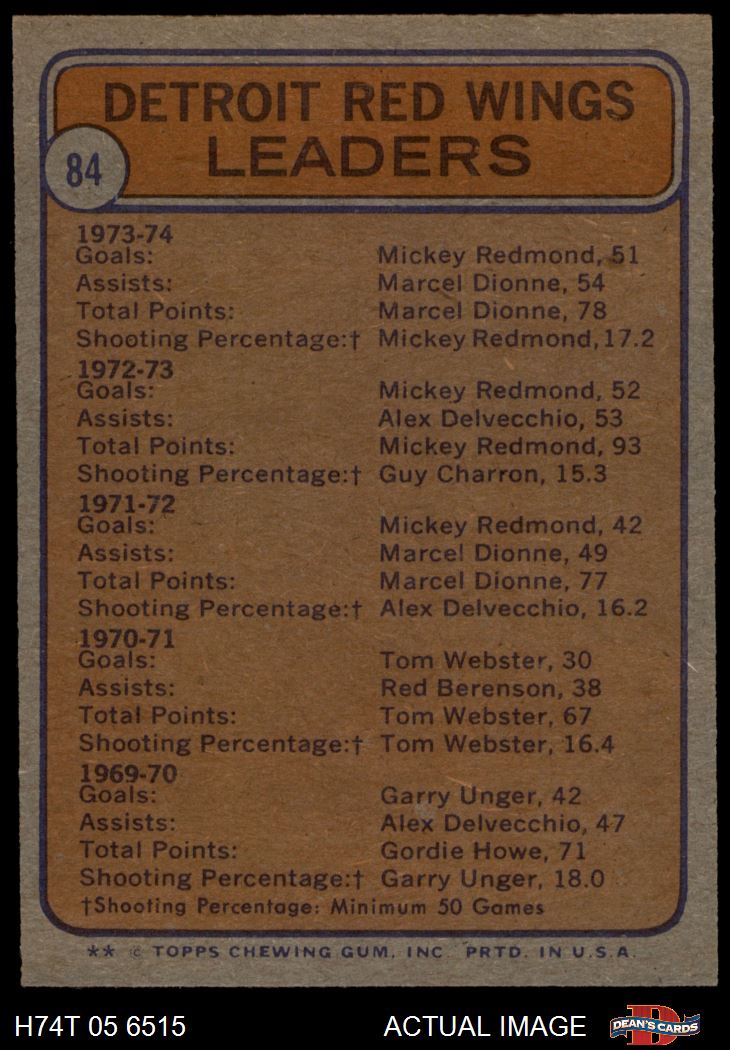 DETROIT RED WINGS
LEADERS
84
1973-74
Goals: Mickey Redmond, 51
Assists: Marcel Dionne, 54
Total Points: Marcel Dionne, 78
Shooting Percentage:† Mickey Redmond, 17.2
1972-73
Goals: Mickey Redmond, 52
Assists: Alex Delvecchio, 53
Total Points: Mickey Redmond, 93
Shooting Percentage:† Guy Charron, 15.3
1971-72
Goals: Mickey Redmond, 42
Assists: Marcel Dionne, 49
Total Points: Marcel Dionne, 77
Shooting Percentage:† Alex Delvecchio, 16.2
1970-71
Goals: Tom Webster, 30
Assists: Red Berenson, 38
Total Points: Tom Webster, 67
Shooting Percentage:† Tom Webster, 16.4
1969-70
Goals: Garry Unger, 42
Assists: Alex Delvecchio, 47
Total Points: Gordie Howe, 71
Shooting Percentage:† Garry Unger, 18.0
†Shooting Percentage: Minimum 50 Games
** © TOPPS CHEWING GUM, INC. PRTD. IN U.S.A.
H74T 05 6515 ACTUAL IMAGE D DEAN'S CARDS